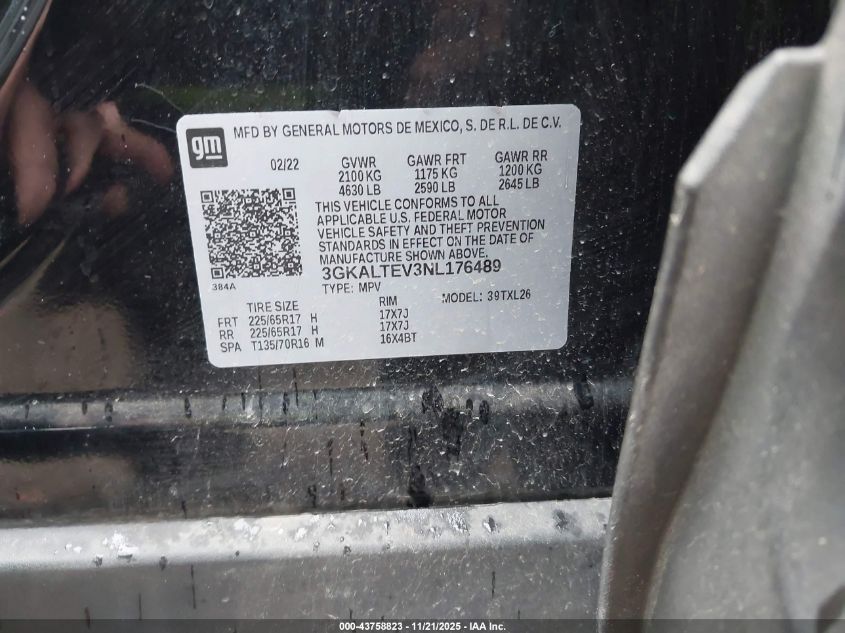 gm
MFD BY GENERAL MOTORS DE MEXICO, S. DE R.L. DE C.V.
02/22 GVWR GAWR FRT GAWR RR
2100 KG 1175 KG 1200 KG
4630 LB 2590 LB 2645 LB
THIS VEHICLE CONFORMS TO ALL
APPLICABLE U.S. FEDERAL MOTOR
VEHICLE SAFETY AND THEFT PREVENTION
STANDARDS IN EFFECT ON THE DATE OF
MANUFACTURE SHOWN ABOVE.
384A
3GKALTEV3NL176489
TYPE: MPV MODEL: 39TXL26
TIRE SIZE RIM
FRT 225/65R17 H 17X7J
RR 225/65R17 H 17X7J
SPA T135/70R16 M 16X4BT
000-43758823 - 11/21/2025 - IAA Inc.